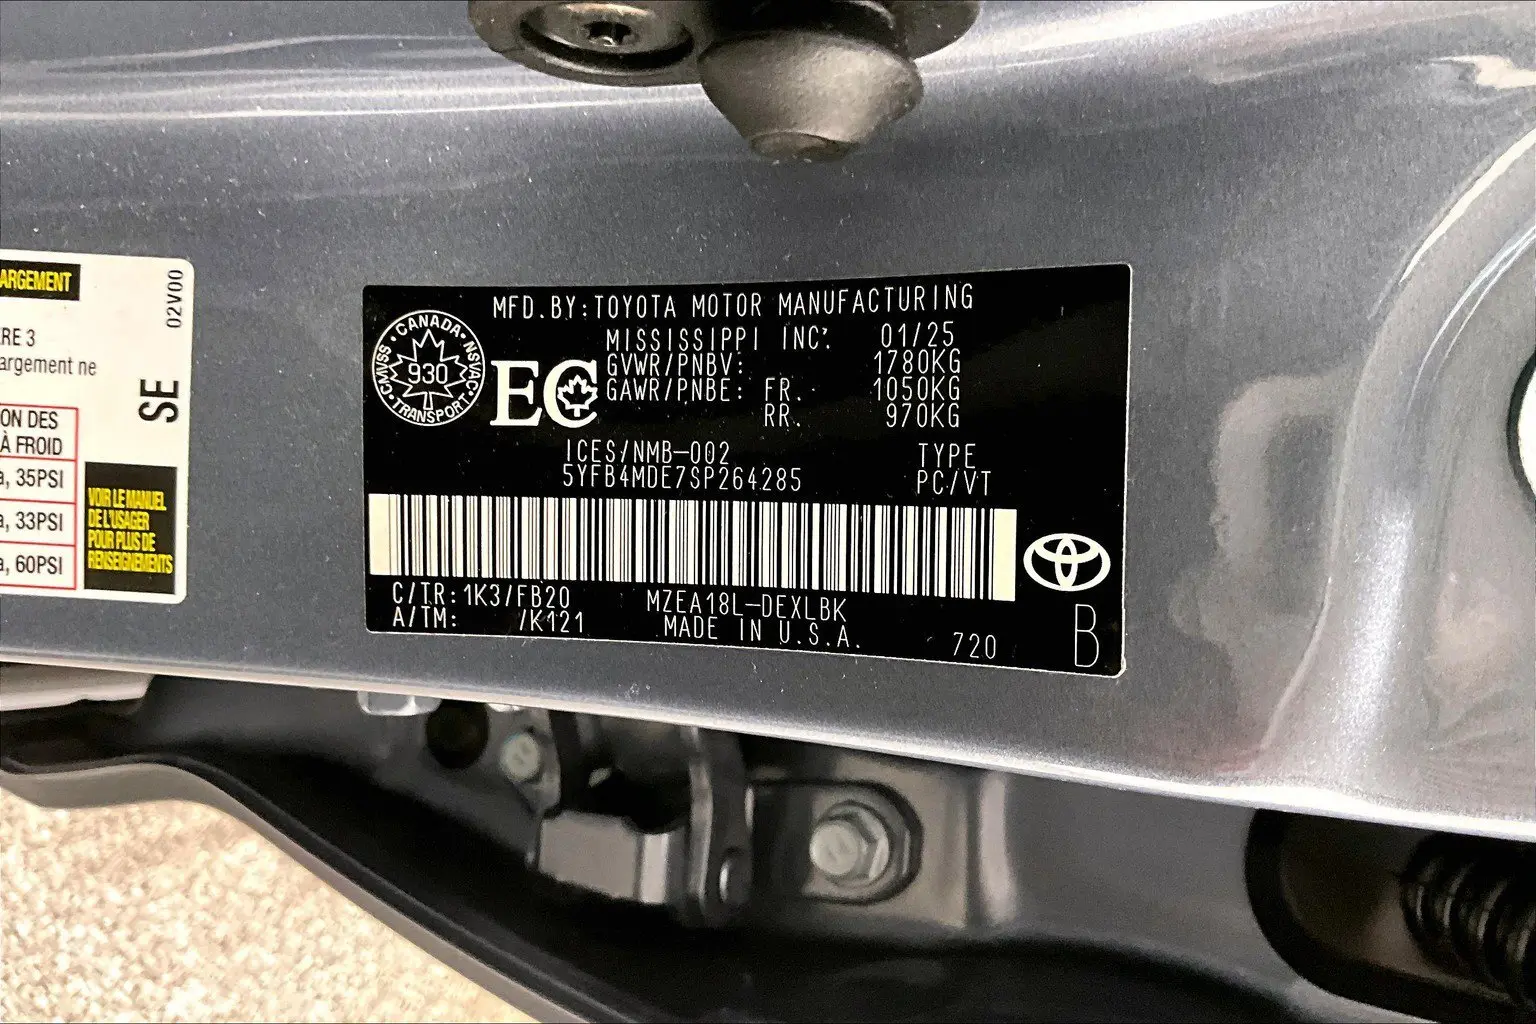 ARGEMENT
02V00
ÈRE 3
argement ne
SE
ON DES
À FROID
, 35PSI
, 33PSI
, 60PSI
VOIR LE MANUEL
DE L'USAGER
POUR PLUS DE
RENSEIGNEMENTS
MFD.BY:TOYOTA MOTOR MANUFACTURING
MISSISSIPPI INC. 01/25
GVWR/PNBV: 1780KG
GAWR/PNBE: FR. 1050KG
RR. 970KG
CANADA
CMVSS NSVAC
930
TRANSPORT
EC
ICES/NMB-002 TYPE
5YFB4MDE7SP264285 PC/VT
C/TR:1K3/FB20 MZEA18L-DEXLBK
A/TM: /K121 MADE IN U.S.A. 720
B